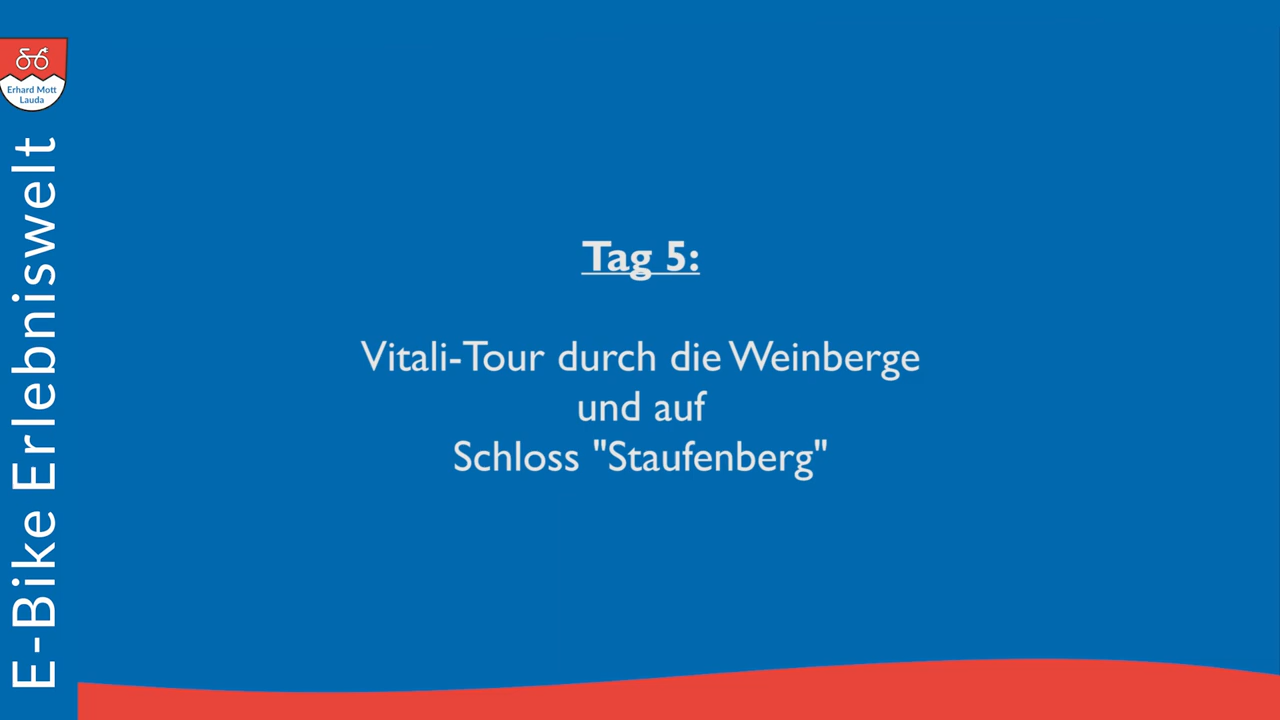 Erhard Mott
Lauda
E-Bike Erlebniswelt
Tag 5:
Vitali-Tour durch die Weinberge
und auf
Schloss "Staufenberg"